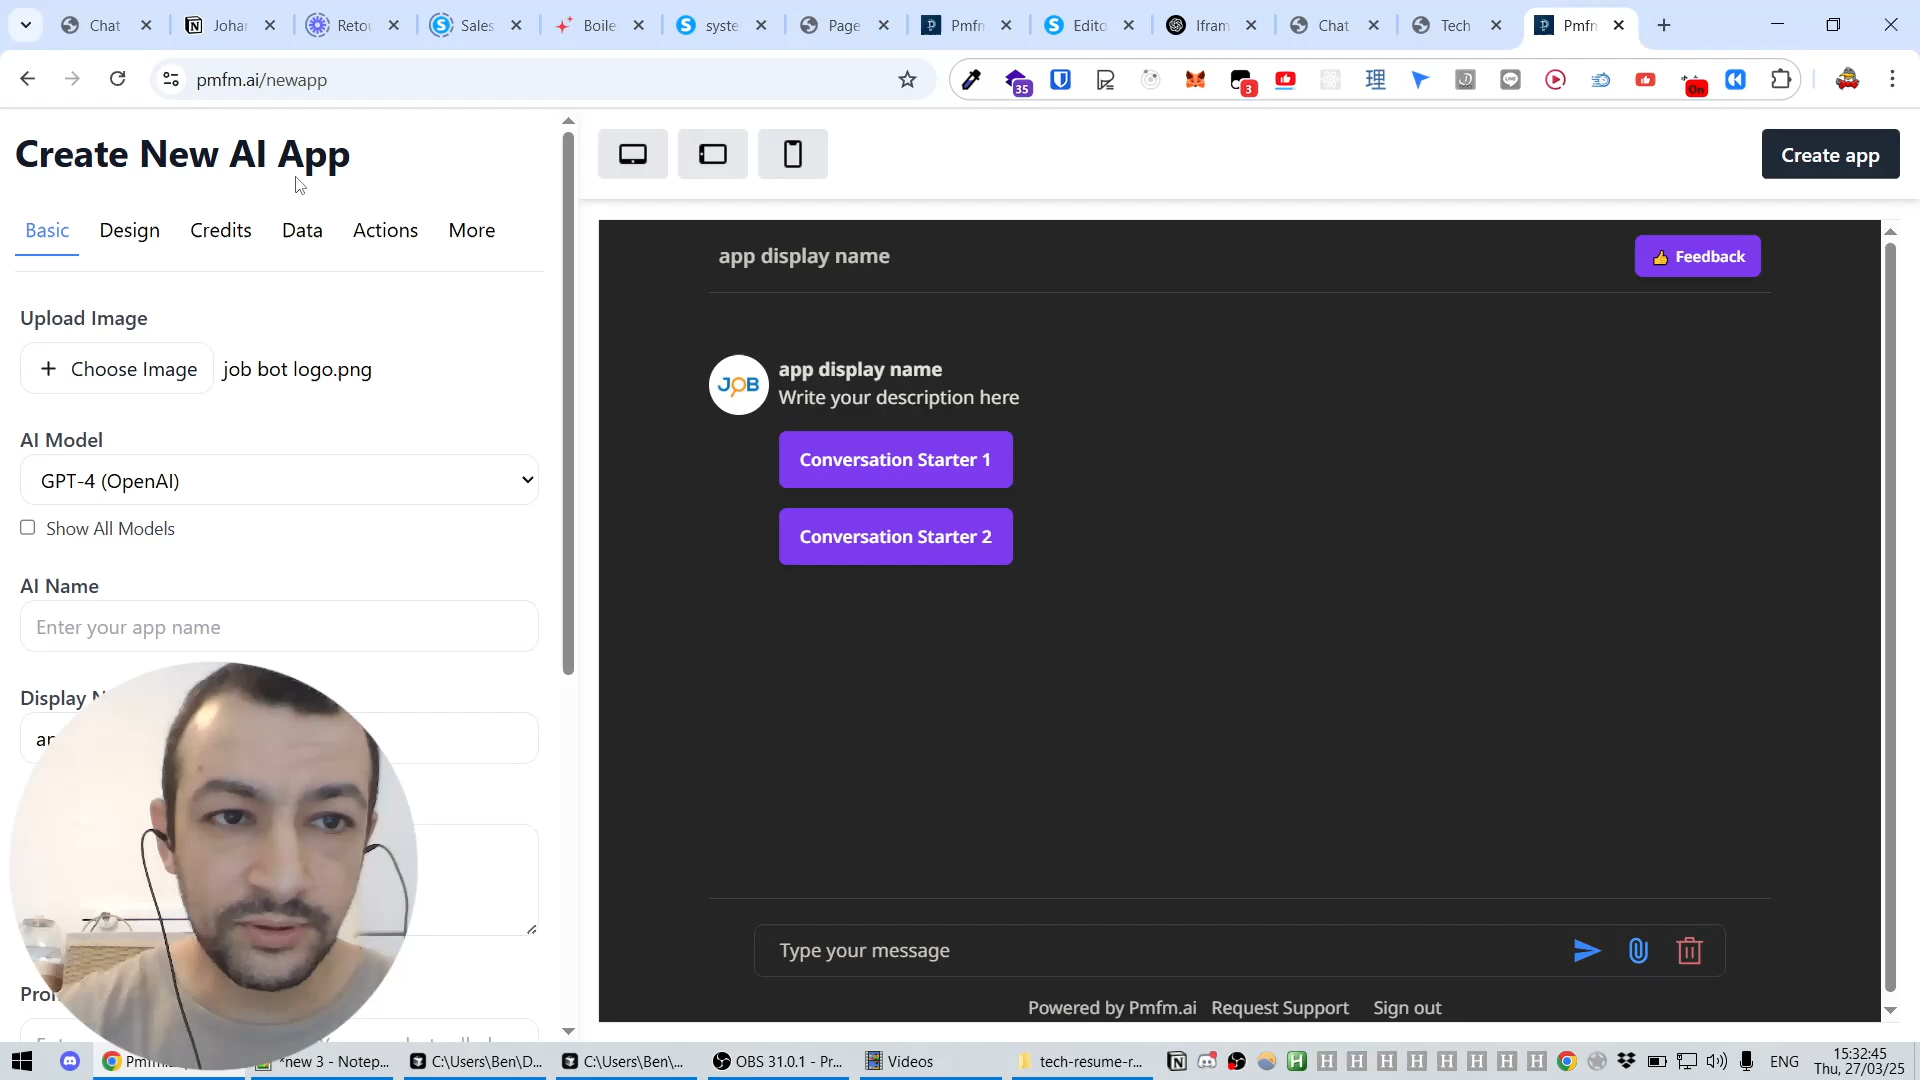 Chat
Johan
Retou
Sales
Boile
syste
Page
Pmfm
Edito
Ifram
Chat
Tech
Pmfn
pmfm.ai/newapp
35
3
On
Create New AI App
Basic
Design
Credits
Data
Actions
More
Create app
Upload Image
Choose Image
job bot logo.png
AI Model
GPT-4 (OpenAI)
Show All Models
AI Name
Enter your app name
Display N
app display name
👍 Feedback
JOB
app display name
Write your description here
Conversation Starter 1
Conversation Starter 2
Type your message
Powered by Pmfm.ai
Request Support
Sign out
*new 3 - Notep...
C:\Users\Ben\D...
C:\Users\Ben\...
OBS 31.0.1 - Pr...
Videos
tech-resume-r...
ENG
15:32:45
Thu, 27/03/25